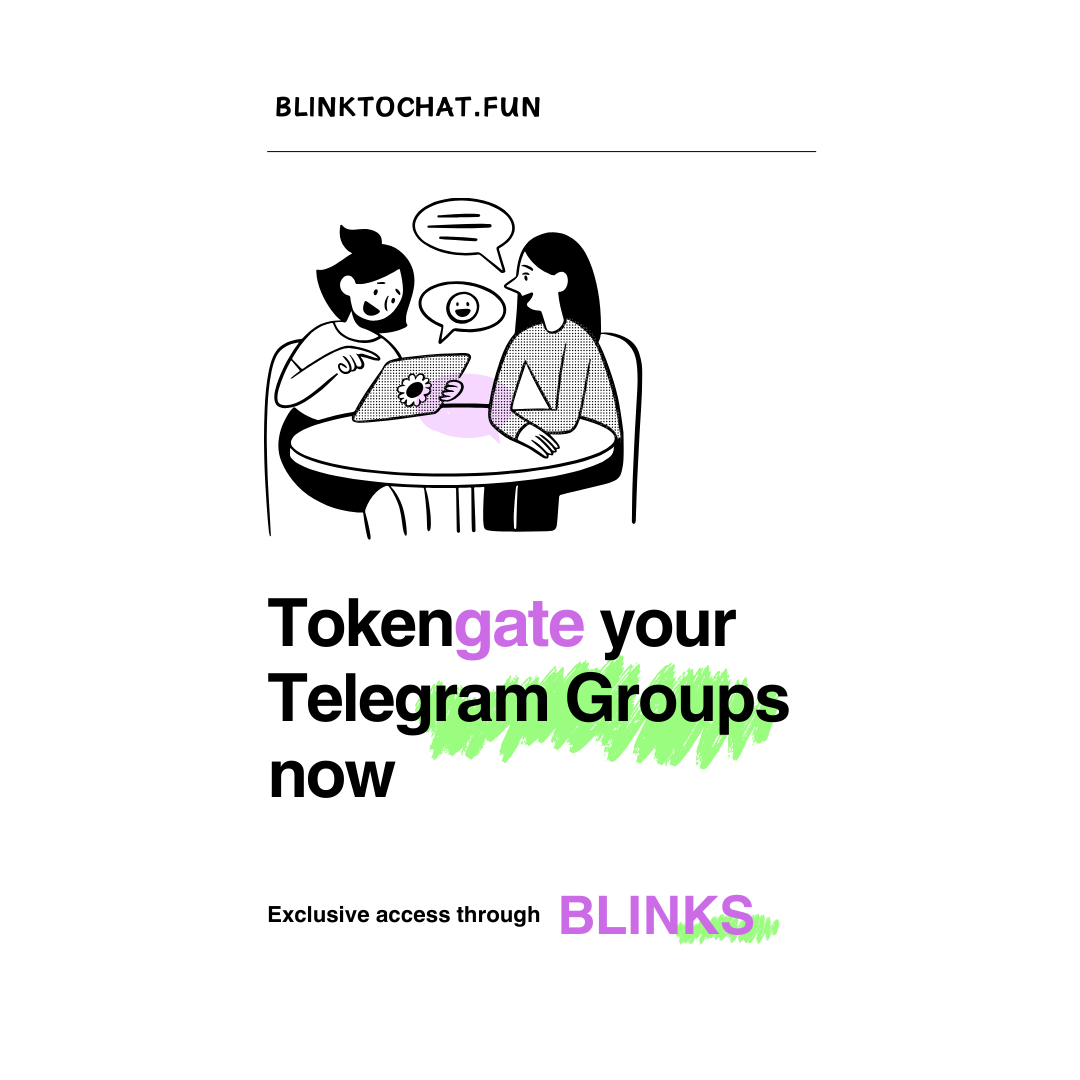 BLINKTOCHAT.FUN
Tokengate your
Telegram Groups
now
Exclusive access through BLINKS